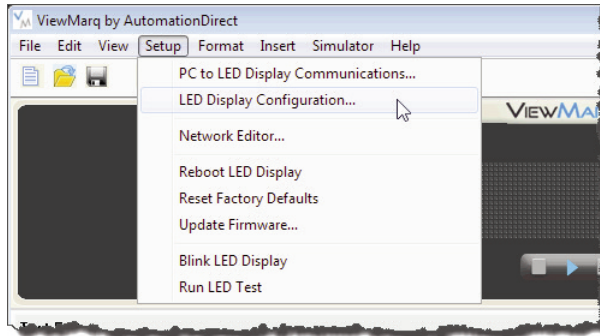 ViewMarq by AutomationDirect
File Edit View Setup Format Insert Simulator Help
PC to LED Display Communications...
LED Display Configuration...
Network Editor...
Reboot LED Display
Reset Factory Defaults
Update Firmware...
Blink LED Display
Run LED Test